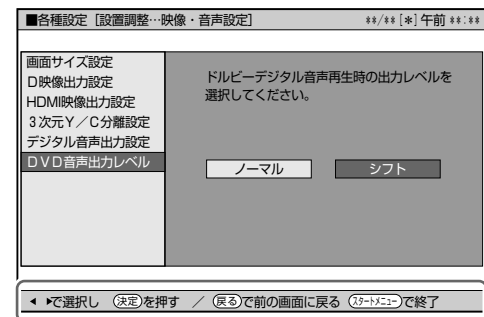 ■各種設定［設置調整…映像・音声設定］ **/**［*］午前 **:**
画面サイズ設定
D映像出力設定
HDMI映像出力設定
３次元Ｙ／Ｃ分離設定
デジタル音声出力設定
ＤＶＤ音声出力レベル
ドルビーデジタル音声再生時の出力レベルを
選択してください。
ノーマル シフト
◀ ▶で選択し 決定を押す ／ 戻るで前の画面に戻る スタートメニューで終了